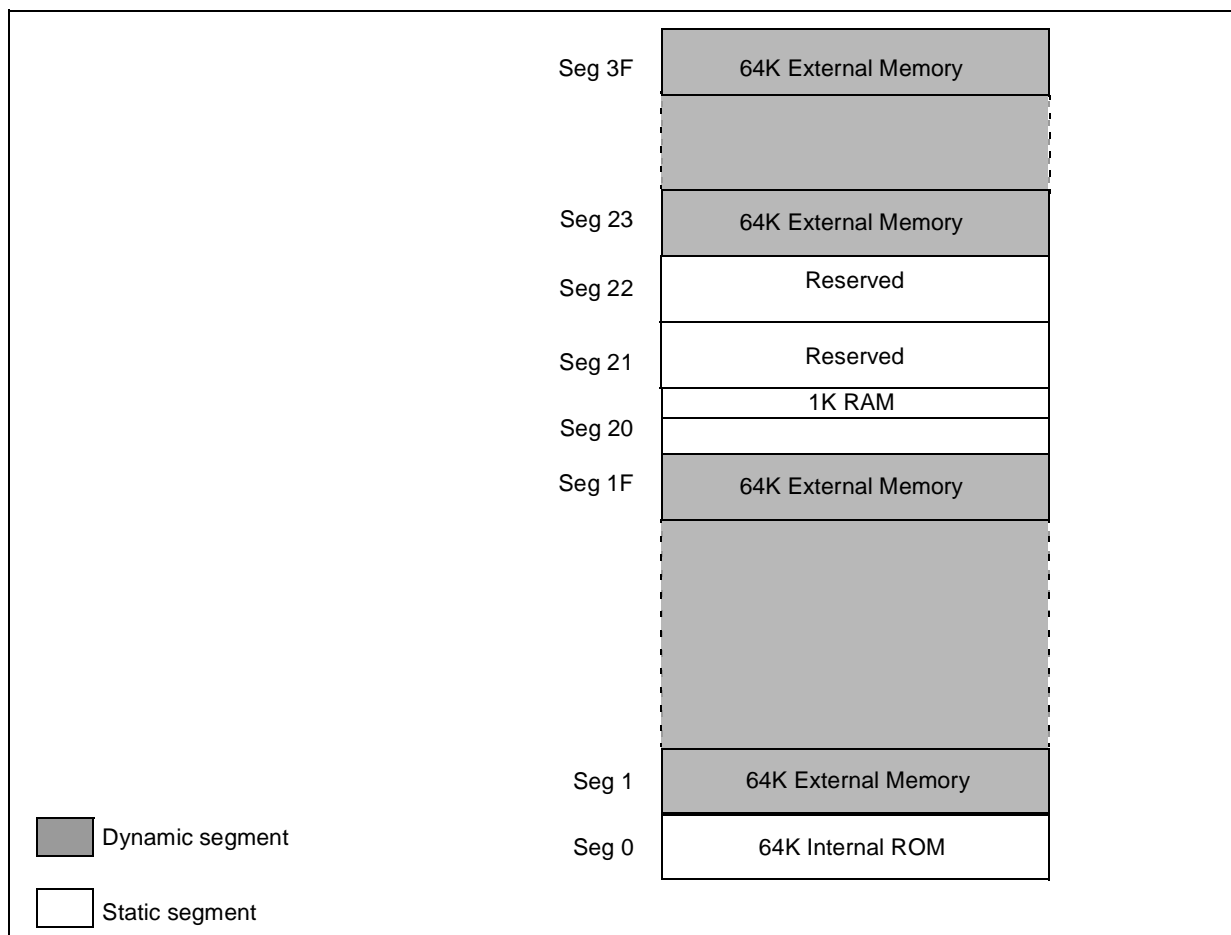 Seg 3F
64K External Memory
Seg 23
64K External Memory
Seg 22
Reserved
Seg 21
Reserved
1K RAM
Seg 20
Seg 1F
64K External Memory
Seg 1
64K External Memory
Seg 0
64K Internal ROM
Dynamic segment
Static segment